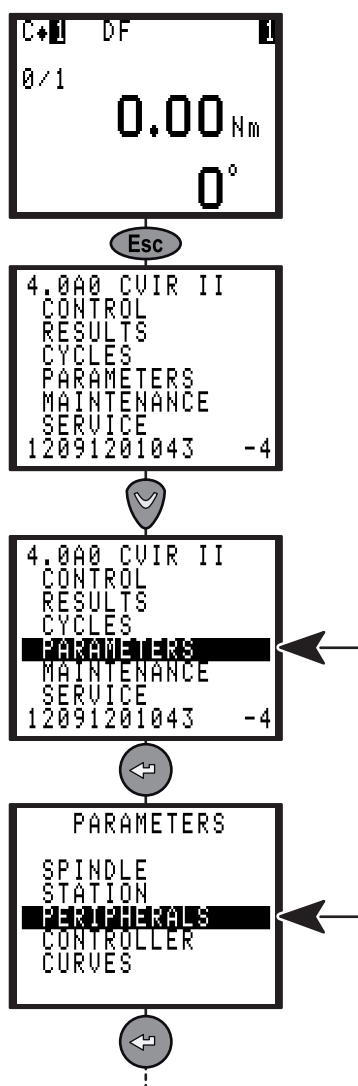 C♦1 DF 1
0/1
0.00 Nm
0°
Esc
4.0A0 CVIR II
CONTROL
RESULTS
CYCLES
PARAMETERS
MAINTENANCE
SERVICE
12091201043 -4
4.0A0 CVIR II
CONTROL
RESULTS
CYCLES
PARAMETERS
MAINTENANCE
SERVICE
12091201043 -4
PARAMETERS
SPINDLE
STATION
PERIPHERALS
CONTROLLER
CURVES